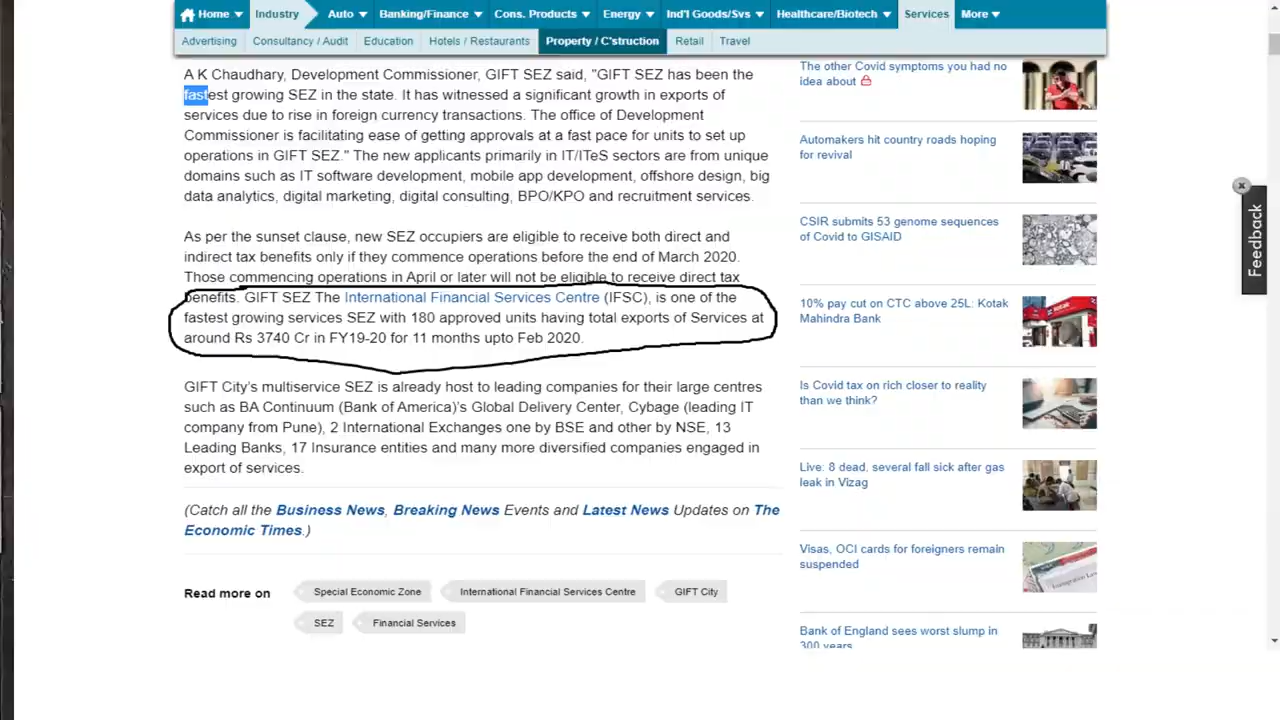 Home Industry Auto Banking/Finance Cons. Products Energy Ind'l Goods/Svs Healthcare/Biotech Services More
Advertising Consultancy / Audit Education Hotels / Restaurants Property / C'struction Retail Travel
A K Chaudhary, Development Commissioner, GIFT SEZ said, "GIFT SEZ has been the
fastest growing SEZ in the state. It has witnessed a significant growth in exports of
services due to rise in foreign currency transactions. The office of Development
Commissioner is facilitating ease of getting approvals at a fast pace for units to set up
operations in GIFT SEZ." The new applicants primarily in IT/ITeS sectors are from unique
domains such as IT software development, mobile app development, offshore design, big
data analytics, digital marketing, digital consulting, BPO/KPO and recruitment services.
As per the sunset clause, new SEZ occupiers are eligible to receive both direct and
indirect tax benefits only if they commence operations before the end of March 2020.
Those commencing operations in April or later will not be eligible to receive direct tax
benefits. GIFT SEZ The International Financial Services Centre (IFSC), is one of the
fastest growing services SEZ with 180 approved units having total exports of Services at
around Rs 3740 Cr in FY19-20 for 11 months upto Feb 2020.
GIFT City's multiservice SEZ is already host to leading companies for their large centres
such as BA Continuum (Bank of America)'s Global Delivery Center, Cybage (leading IT
company from Pune), 2 International Exchanges one by BSE and other by NSE, 13
Leading Banks, 17 Insurance entities and many more diversified companies engaged in
export of services.
(Catch all the Business News, Breaking News Events and Latest News Updates on The
Economic Times.)
Read more on Special Economic Zone International Financial Services Centre GIFT City
SEZ Financial Services
The other Covid symptoms you had no
idea about
Automakers hit country roads hoping
for revival
CSIR submits 53 genome sequences
of Covid to GISAID
10% pay cut on CTC above 25L: Kotak
Mahindra Bank
Is Covid tax on rich closer to reality
than we think?
Live: 8 dead, several fall sick after gas
leak in Vizag
Visas, OCI cards for foreigners remain
suspended
Bank of England sees worst slump in
300 years
Feedback